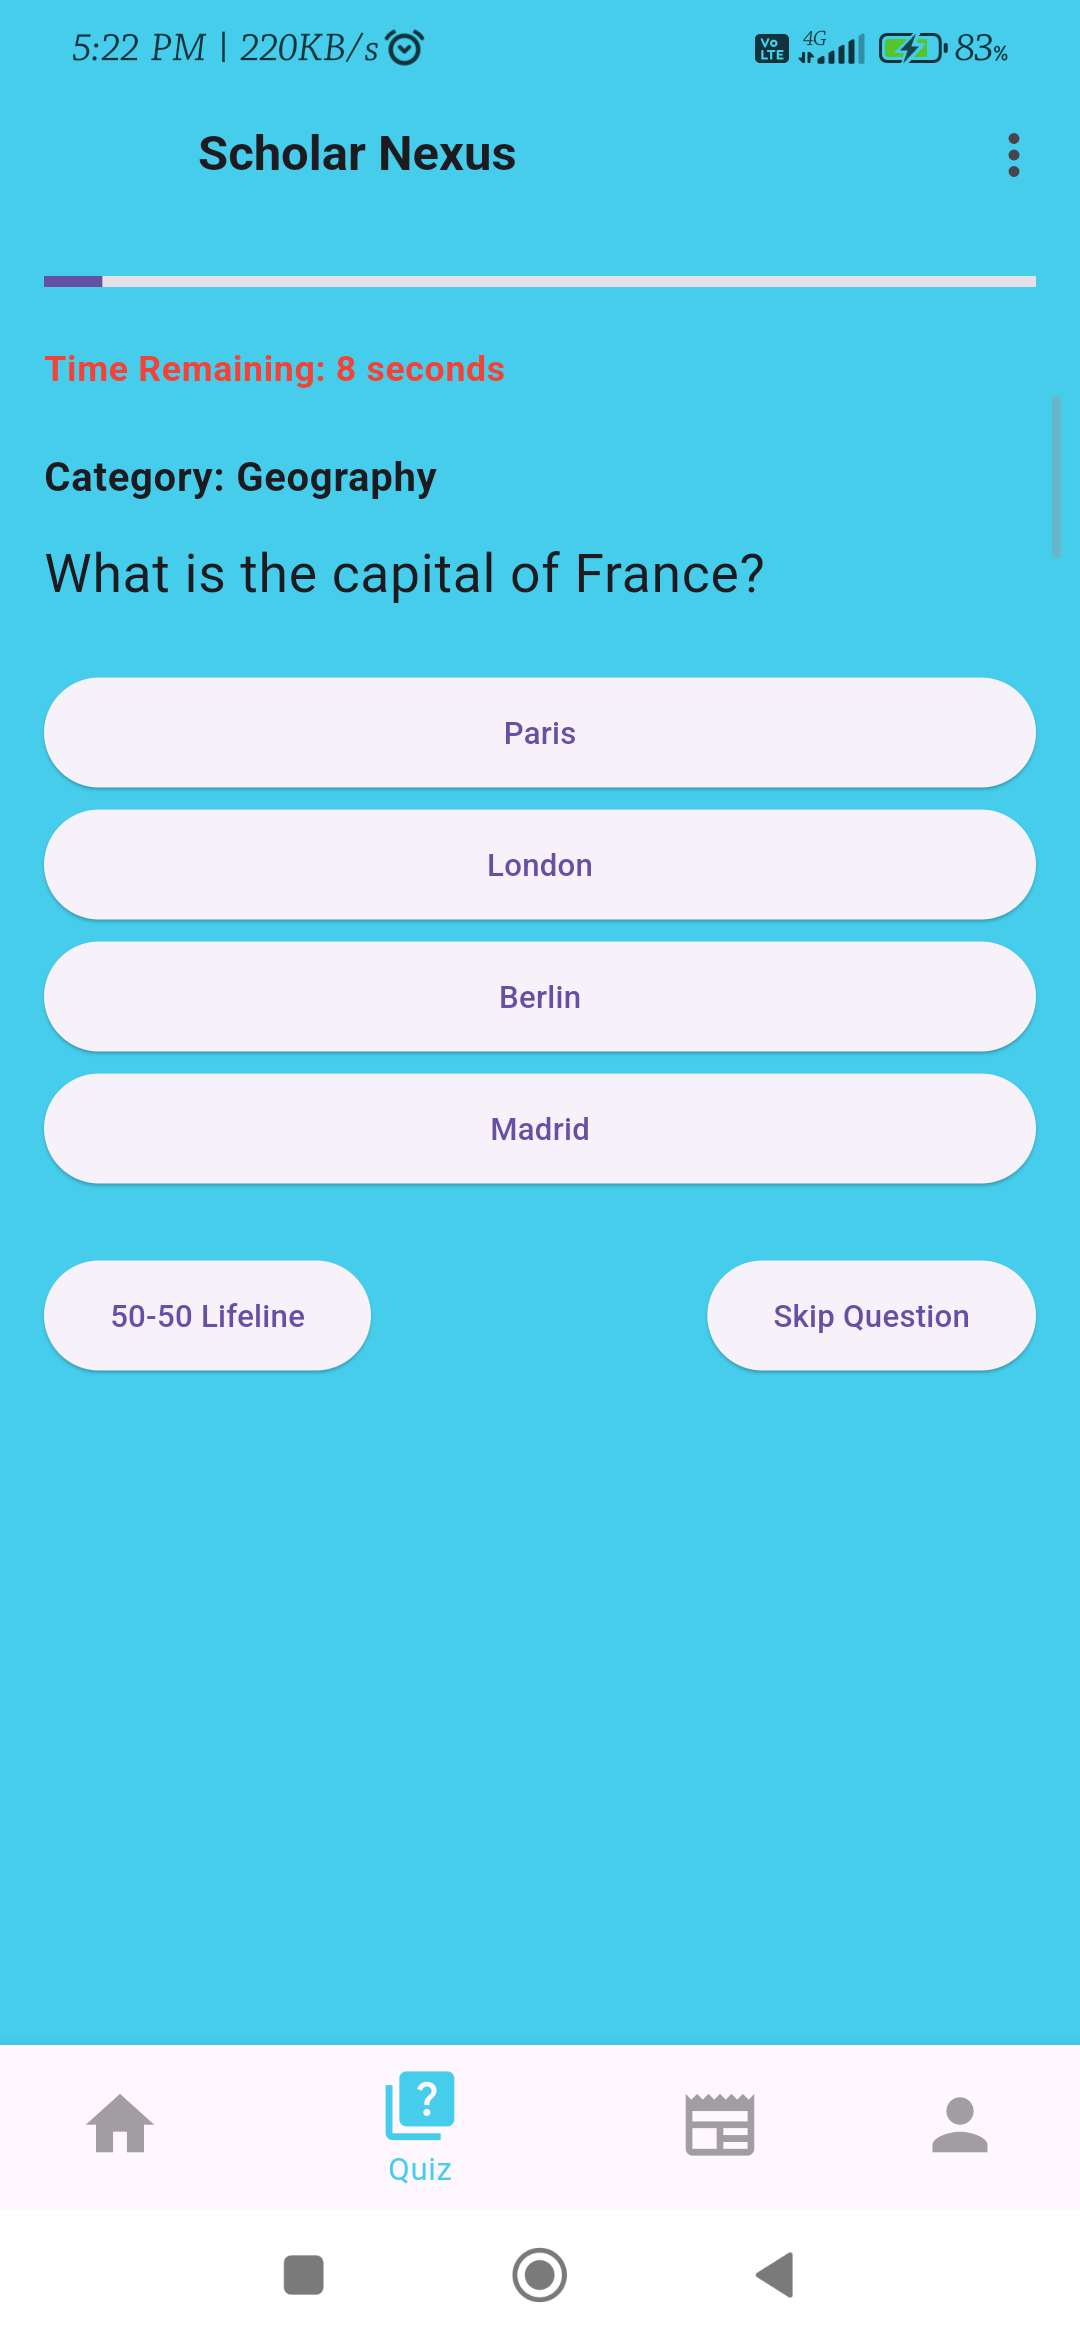 5:22 PM | 220KB/s Vo LTE 4G 83%
Scholar Nexus
Time Remaining: 8 seconds
Category: Geography
What is the capital of France?
Paris
London
Berlin
Madrid
50-50 Lifeline Skip Question
?
Quiz